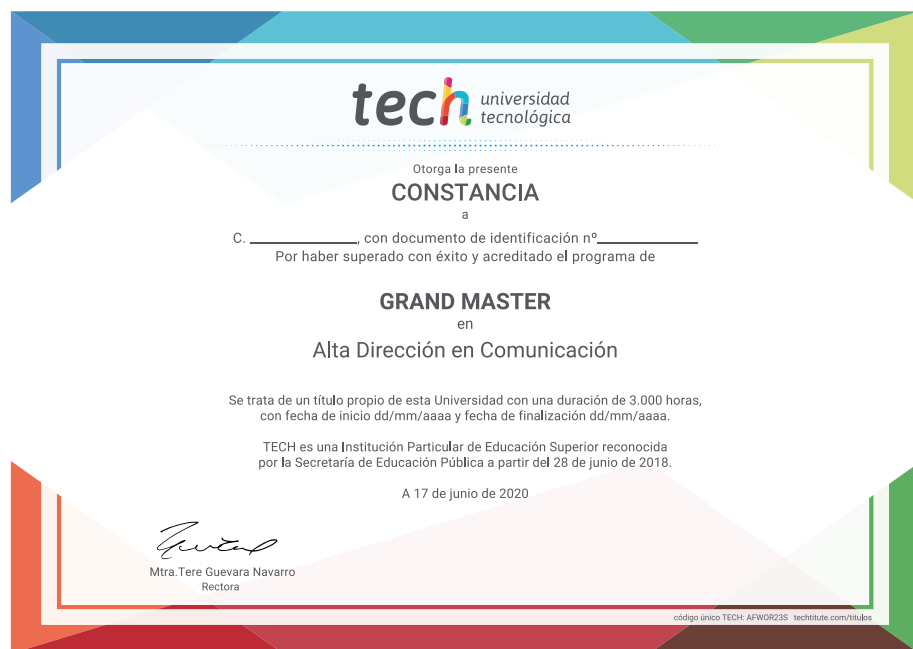 tech universidad
tecnológica
Otorga la presente
CONSTANCIA
a
C. ____________, con documento de identificación nº____________
Por haber superado con éxito y acreditado el programa de
GRAND MASTER
en
Alta Dirección en Comunicación
Se trata de un título propio de esta Universidad con una duración de 3.000 horas,
con fecha de inicio dd/mm/aaaa y fecha de finalización dd/mm/aaaa.
TECH es una Institución Particular de Educación Superior reconocida
por la Secretaría de Educación Pública a partir del 28 de junio de 2018.
A 17 de junio de 2020
Mtra.Tere Guevara Navarro
Rectora
código único TECH: AFWOR23S techtitute.com/titulos